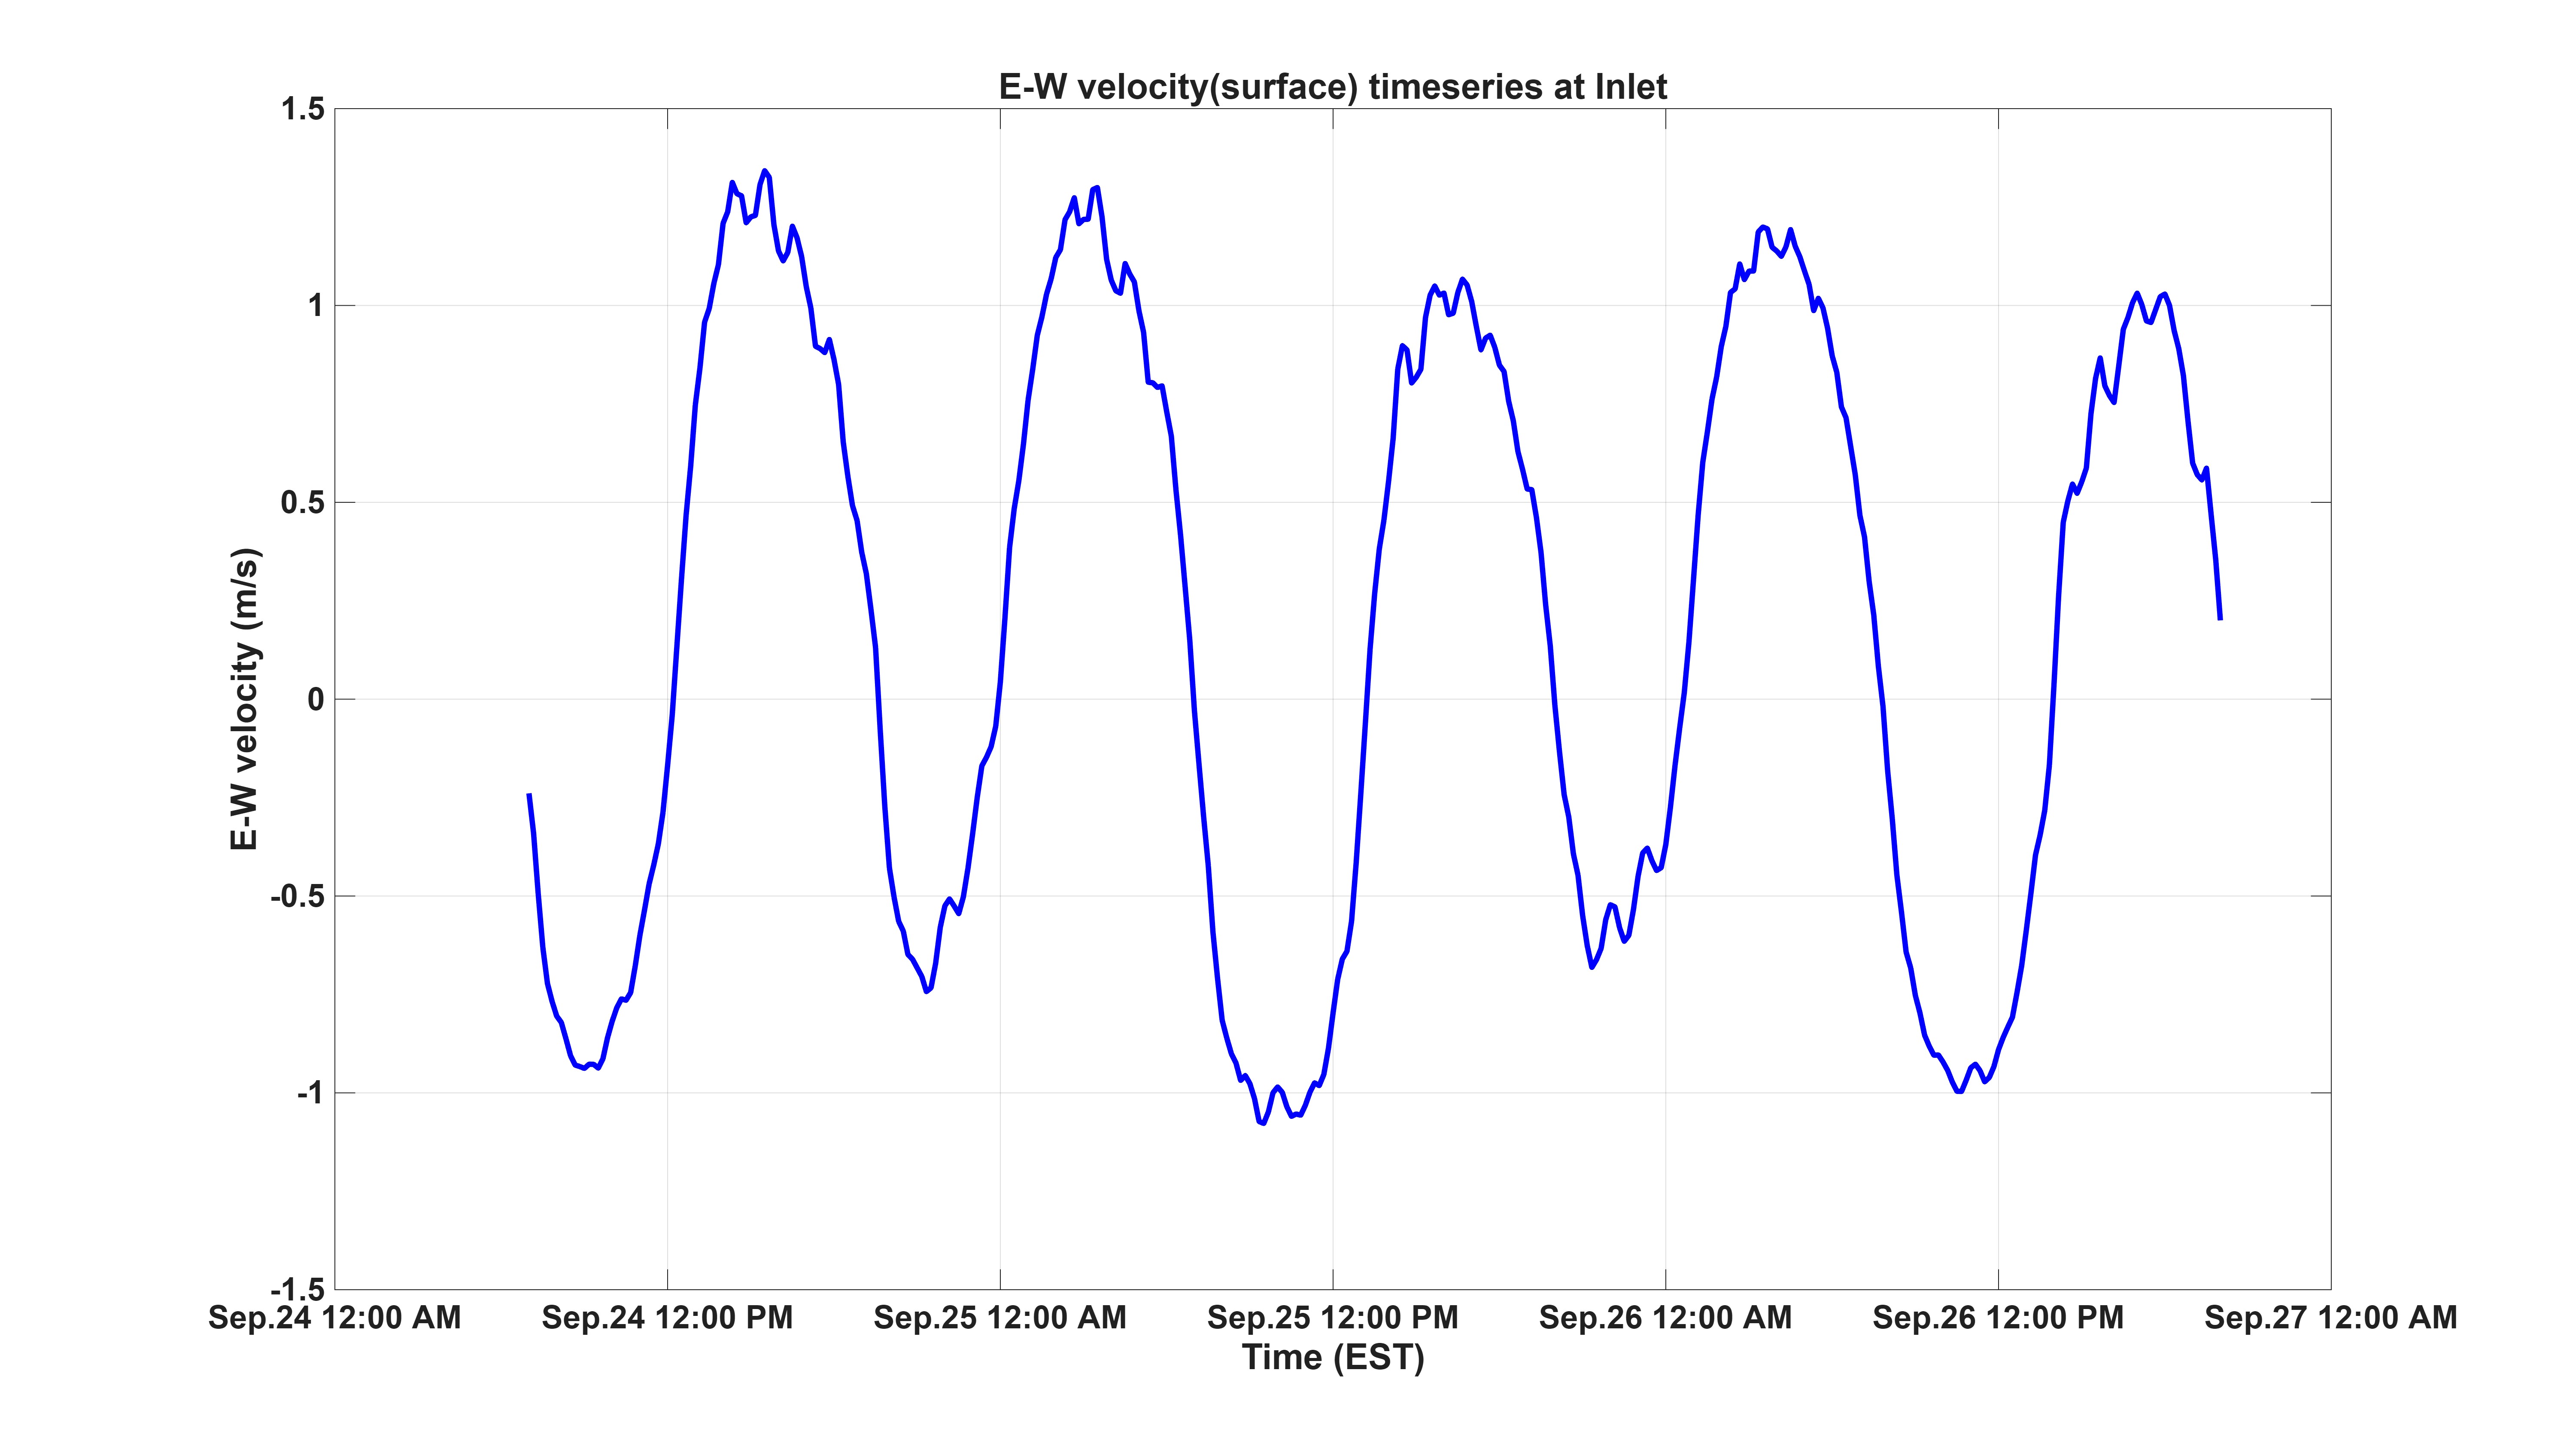 E-W velocity(surface) timeseries at Inlet
1.5
1
0.5
0
-0.5
-1
-1.5
E-W velocity (m/s)
Sep.24 12:00 AM Sep.24 12:00 PM Sep.25 12:00 AM Sep.25 12:00 PM Sep.26 12:00 AM Sep.26 12:00 PM Sep.27 12:00 AM
Time (EST)